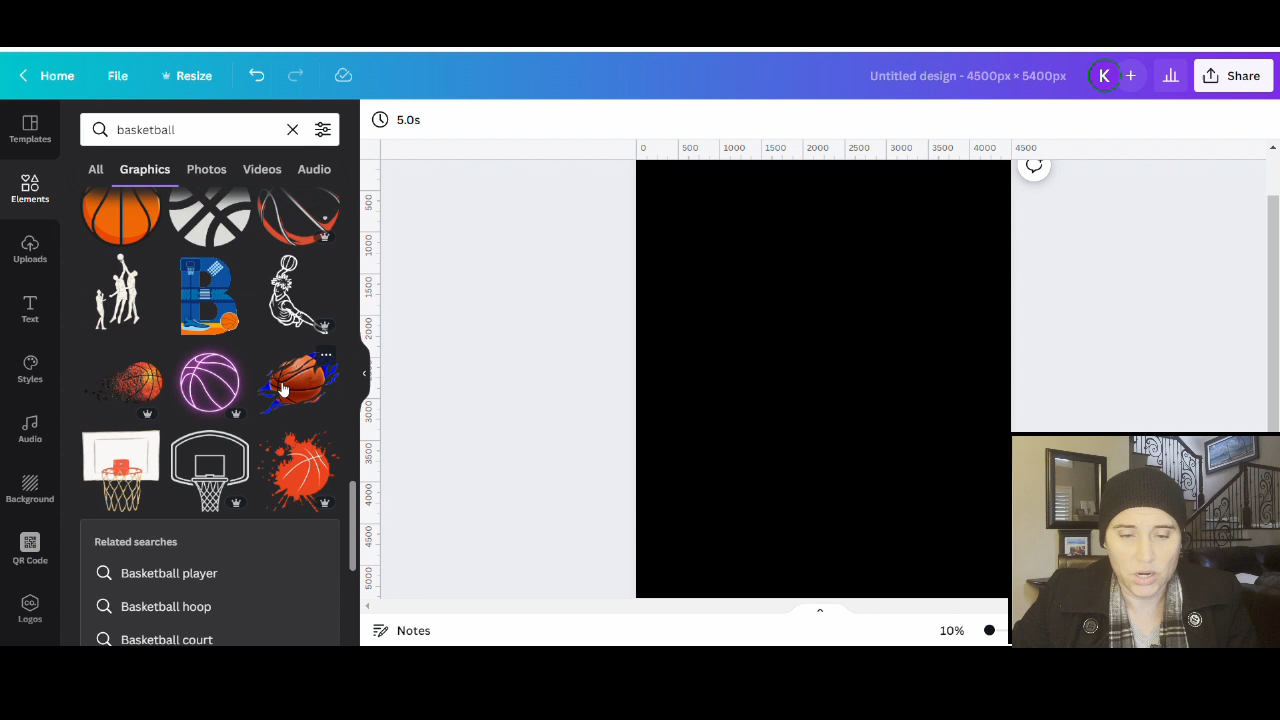 Home File Resize Untitled design - 4500px × 5400px K + Share
Templates
Elements
Uploads
Text
Styles
Audio
Background
QR Code
CO.
Logos
basketball
All Graphics Photos Videos Audio
B
Related searches
Basketball player
Basketball hoop
Basketball court
5.0s
0 500 1000 1500 2000 2500 3000 3500 4000 4500
500
1000
1500
2000
3000
3500
4000
4500
5000
Notes 10%